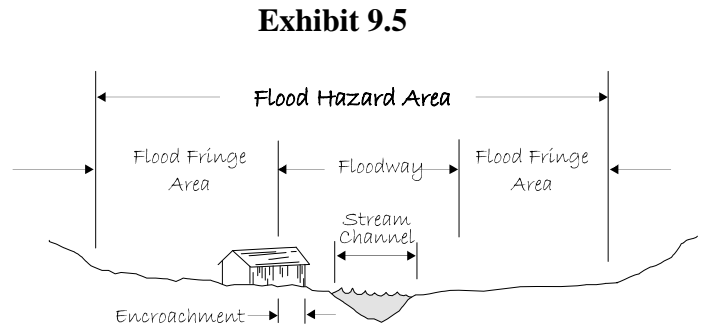 Exhibit 9.5
Flood Hazard Area
Flood Fringe
Area
Floodway
Flood Fringe
Area
Stream
Channel
Encroachment